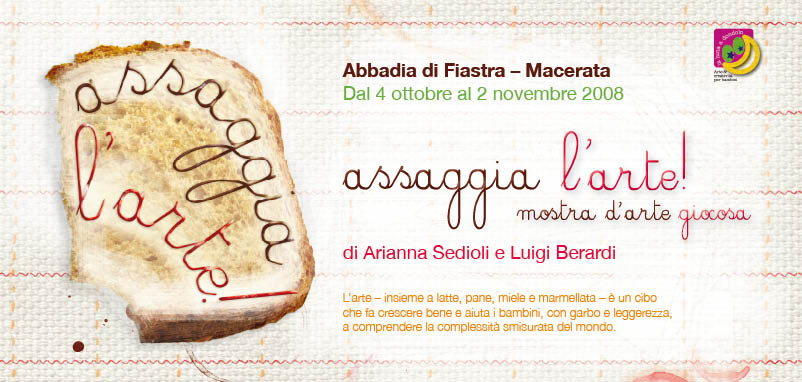 assaggia
l'arte!
Abbadia di Fiastra – Macerata
Dal 4 ottobre al 2 novembre 2008
assaggia l'arte!
mostra d'arte giocosa
di Arianna Sedioli e Luigi Berardi
L'arte – insieme a latte, pane, miele e marmellata – è un cibo
che fa crescere bene e aiuta i bambini, con garbo e leggerezza,
a comprendere la complessità smisurata del mondo.
per bambini